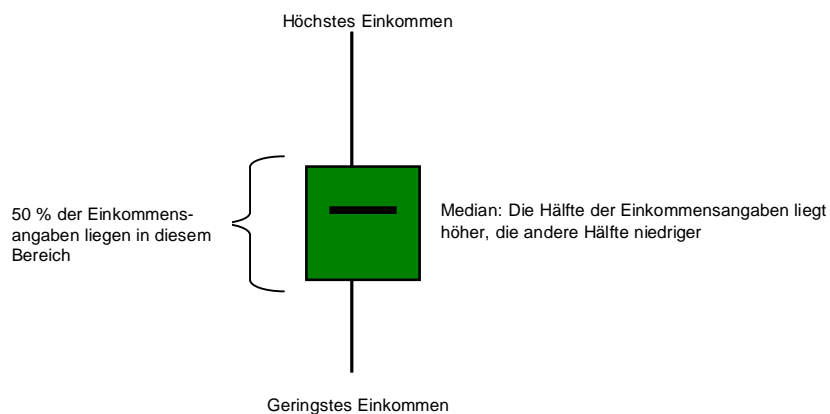 Höchstes Einkommen
50 % der Einkommens-
angaben liegen in diesem
Bereich
Median: Die Hälfte der Einkommensangaben liegt
höher, die andere Hälfte niedriger
Geringstes Einkommen